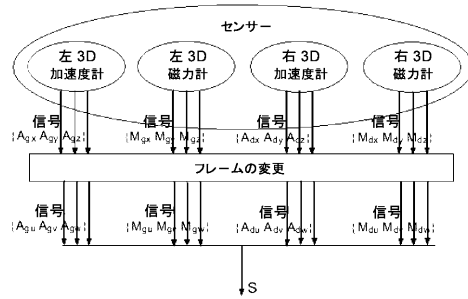 センサー
左 3D 加速度計
左 3D 磁力計
右 3D 加速度計
右 3D 磁力計
信号 信号 信号 信号
¦Agx Agy Agz¦ ¦Mgx Mgy Mgz¦ ¦Adx Ady Adz¦ ¦Mdx Mdy Mdz¦
フレームの変更
信号 信号 信号 信号
¦Agu Agv Agw¦ ¦Mgu Mgv Mgw¦ ¦Adu Adv Adw¦ ¦Mdu Mdv Mdw¦
S